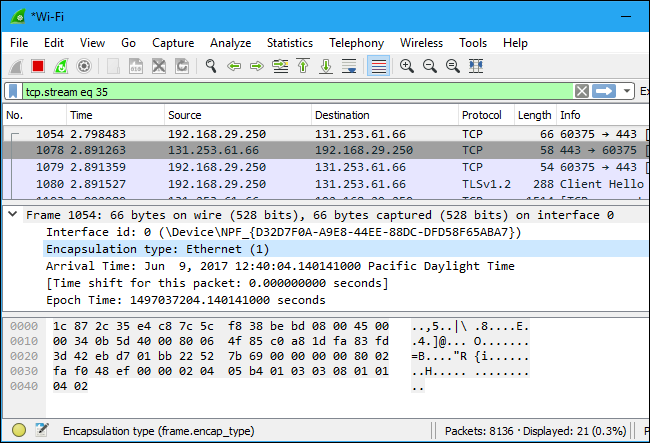 *Wi-Fi
File Edit View Go Capture Analyze Statistics Telephony Wireless Tools Help
tcp.stream eq 35
No. Time Source Destination Protocol Length Info
1054 2.798483 192.168.29.250 131.253.61.66 TCP 66 60375 → 443 [
1078 2.891263 131.253.61.66 192.168.29.250 TCP 58 443 → 60375 [
1079 2.891359 192.168.29.250 131.253.61.66 TCP 54 60375 → 443 [
1080 2.891527 192.168.29.250 131.253.61.66 TLSv1.2 288 Client Hello
Frame 1054: 66 bytes on wire (528 bits), 66 bytes captured (528 bits) on interface 0
Interface id: 0 (\Device\NPF_{D32D7F0A-A9E8-44EE-88DC-DFD58F65ABA7})
Encapsulation type: Ethernet (1)
Arrival Time: Jun 9, 2017 12:40:04.140141000 Pacific Daylight Time
[Time shift for this packet: 0.000000000 seconds]
Epoch Time: 1497037204.140141000 seconds
0000 1c 87 2c 35 e4 c8 7c 5c f8 38 be bd 08 00 45 00 ..,5..|\ .8....E.
0010 00 34 0b 5d 40 00 80 06 4f 85 c0 a8 1d fa 83 fd .4.]@... O.......
0020 3d 42 eb d7 01 bb 22 52 7b 69 00 00 00 00 80 02 =B...."R {i......
0030 fa f0 48 ef 00 00 02 04 05 b4 01 03 03 08 01 01 ..H..... ........
0040 04 02 ..
Encapsulation type (frame.encap_type) Packets: 8136 · Displayed: 21 (0.3%)